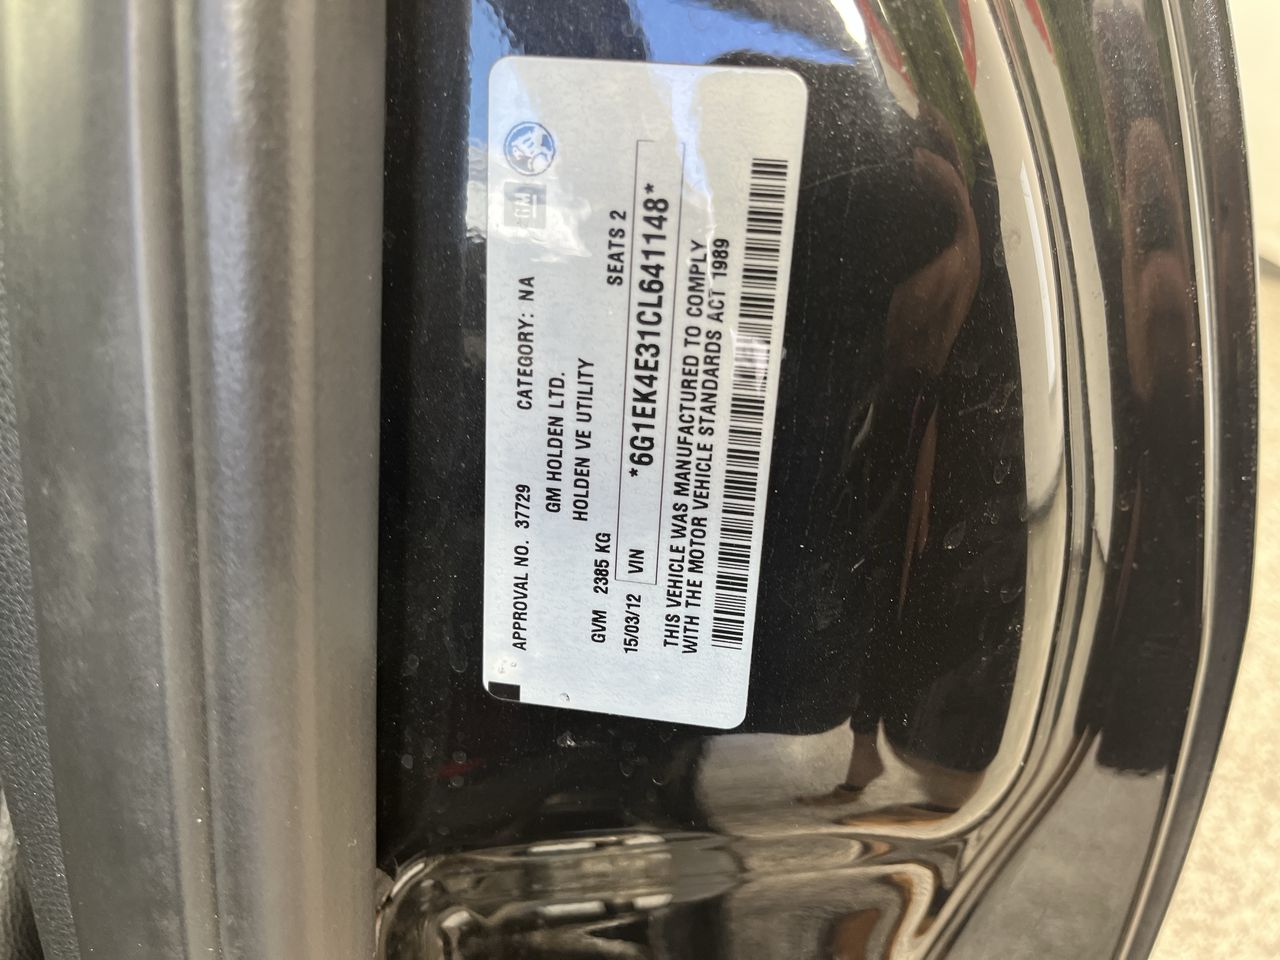 GM
APPROVAL NO. 37729 CATEGORY: NA
GM HOLDEN LTD.
HOLDEN VE UTILITY
GVM 2385 KG SEATS 2
15/03/12 VIN *6G1EK4E31CL641148*
THIS VEHICLE WAS MANUFACTURED TO COMPLY
WITH THE MOTOR VEHICLE STANDARDS ACT 1989